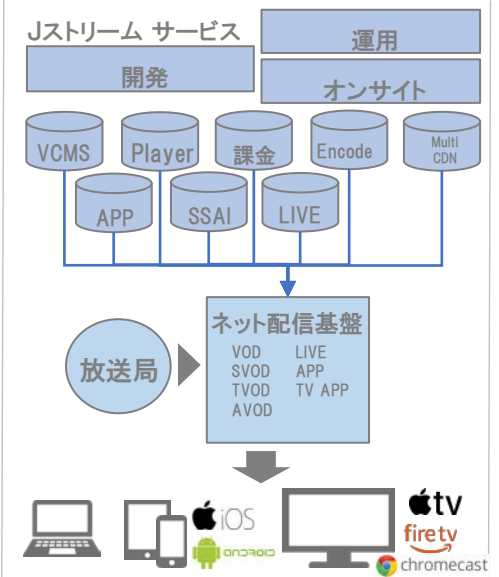 Jストリーム サービス
運用
開発
オンサイト
VCMS
Player
課金
Encode
Multi
CDN
APP
SSAI
LIVE
ネット配信基盤
VOD LIVE
SVOD APP
TVOD TV APP
AVOD
放送局
iOS
android
tv
firetv
chromecast